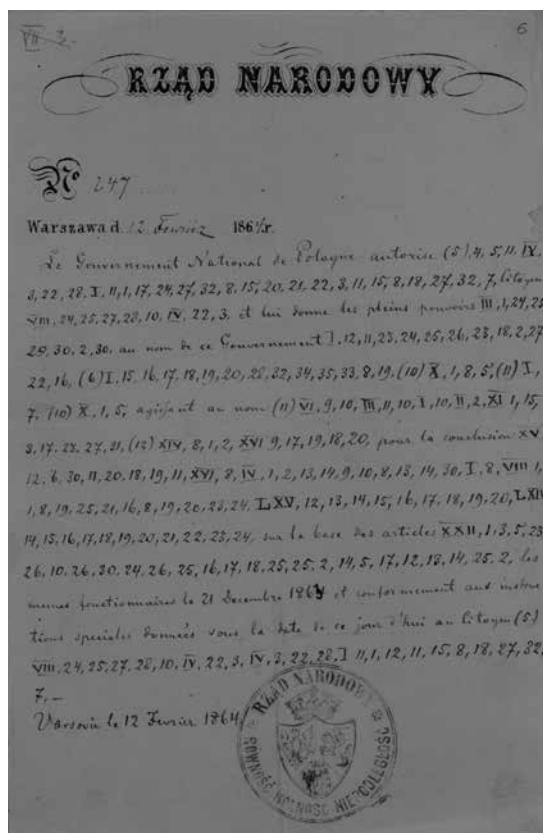 VII 3.
6
RZĄD NARODOWY
No 247
Warszawa d. 12 Fevrier 1864 r.
Le Gouvernement National de Pologne autorise (5) 4, 5, 11, IV,
3, 22, 28, I, 11, 1, 17, 24, 27, 32, 8, 15, 20, 21, 22, 3, 11, 15, 8, 18, 27, 32, 7, Citoyen
VIII, 24, 25, 27, 28, 10, IV, 22, 3, et lui donne les pleins pouvoirs III, 1, 24, 25
29, 30, 2, 30, au nom de ce Gouvernement I, 12, 11, 23, 24, 25, 26, 23, 18, 2, 27
22, 16, (6) I, 15, 16, 17, 18, 19, 20, 28, 32, 34, 35, 33, 8, 19, (10) X, 1, 8, 5, (11) I,
7, (10) X, 1, 5, agissant au nom (11) VI, 9, 10, III, 11, 10, I, 10, II, 2, XI 1, 15,
3, 17, 23, 27, 21, (12) XIV, 8, 1, 2, XVI 9, 17, 19, 18, 20, pour la conclusion XV
12, 6, 30, 11, 20, 18, 19, 11, XVI, 8, IV, 1, 2, 13, 14, 9, 10, 8, 13, 14, 30, I, 8, VIII 1,
1, 8, 19, 25, 21, 16, 8, 19, 20, 23, 24, LXV, 12, 13, 14, 15, 16, 17, 18, 19, 20, LXIV
14, 15, 16, 17, 18, 19, 20, 21, 22, 23, 24, sur la base des articles XXII, 1, 3, 5, 23
26, 10, 26, 30, 24, 26, 25, 16, 17, 18, 25, 25, 2, 14, 5, 17, 12, 13, 14, 25, 2, les
memes fonctionnaires le 21 Decembre 1863 et conformement aux instruc
tions speciales données vous la date de ce jour d'hui au Citoyen (5)
VIII, 24, 25, 27, 28, 10, IV, 22, 3, IV, 3, 22, 28, I 11, 1, 12, 11, 15, 8, 18, 27, 32,
7, —
Varsovie le 12 Fevrier 1864
RZĄD NARODOWY
RÓWNOŚĆ WOLNOŚĆ NIEPODLEGŁOŚĆ